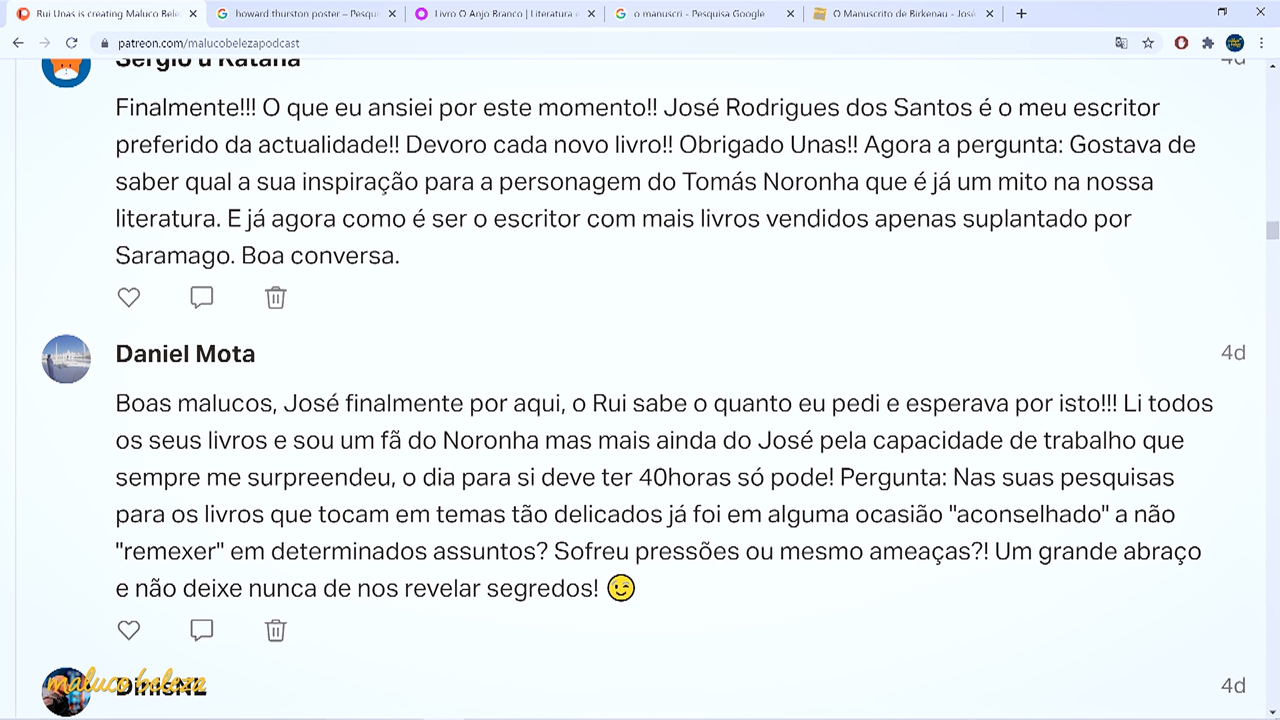 Rui Unas is creating Maluco Bele
howard thurston poster – Pesqu
Livro O Anjo Branco | Literatura
o manuscri - Pesquisa Google
O Manuscrito de Birkenau - José
patreon.com/malucobelezapodcast
4d
Finalmente!!! O que eu ansiei por este momento!! José Rodrigues dos Santos é o meu escritor
preferido da actualidade!! Devoro cada novo livro!! Obrigado Unas!! Agora a pergunta: Gostava de
saber qual a sua inspiração para a personagem do Tomás Noronha que é já um mito na nossa
literatura. E já agora como é ser o escritor com mais livros vendidos apenas suplantado por
Saramago. Boa conversa.
Daniel Mota
4d
Boas malucos, José finalmente por aqui, o Rui sabe o quanto eu pedi e esperava por isto!!! Li todos
os seus livros e sou um fã do Noronha mas mais ainda do José pela capacidade de trabalho que
sempre me surpreendeu, o dia para si deve ter 40horas só pode! Pergunta: Nas suas pesquisas
para os livros que tocam em temas tão delicados já foi em alguma ocasião "aconselhado" a não
"remexer" em determinados assuntos? Sofreu pressões ou mesmo ameaças?! Um grande abraço
e não deixe nunca de nos revelar segredos! 😉
maluco beleza
4d